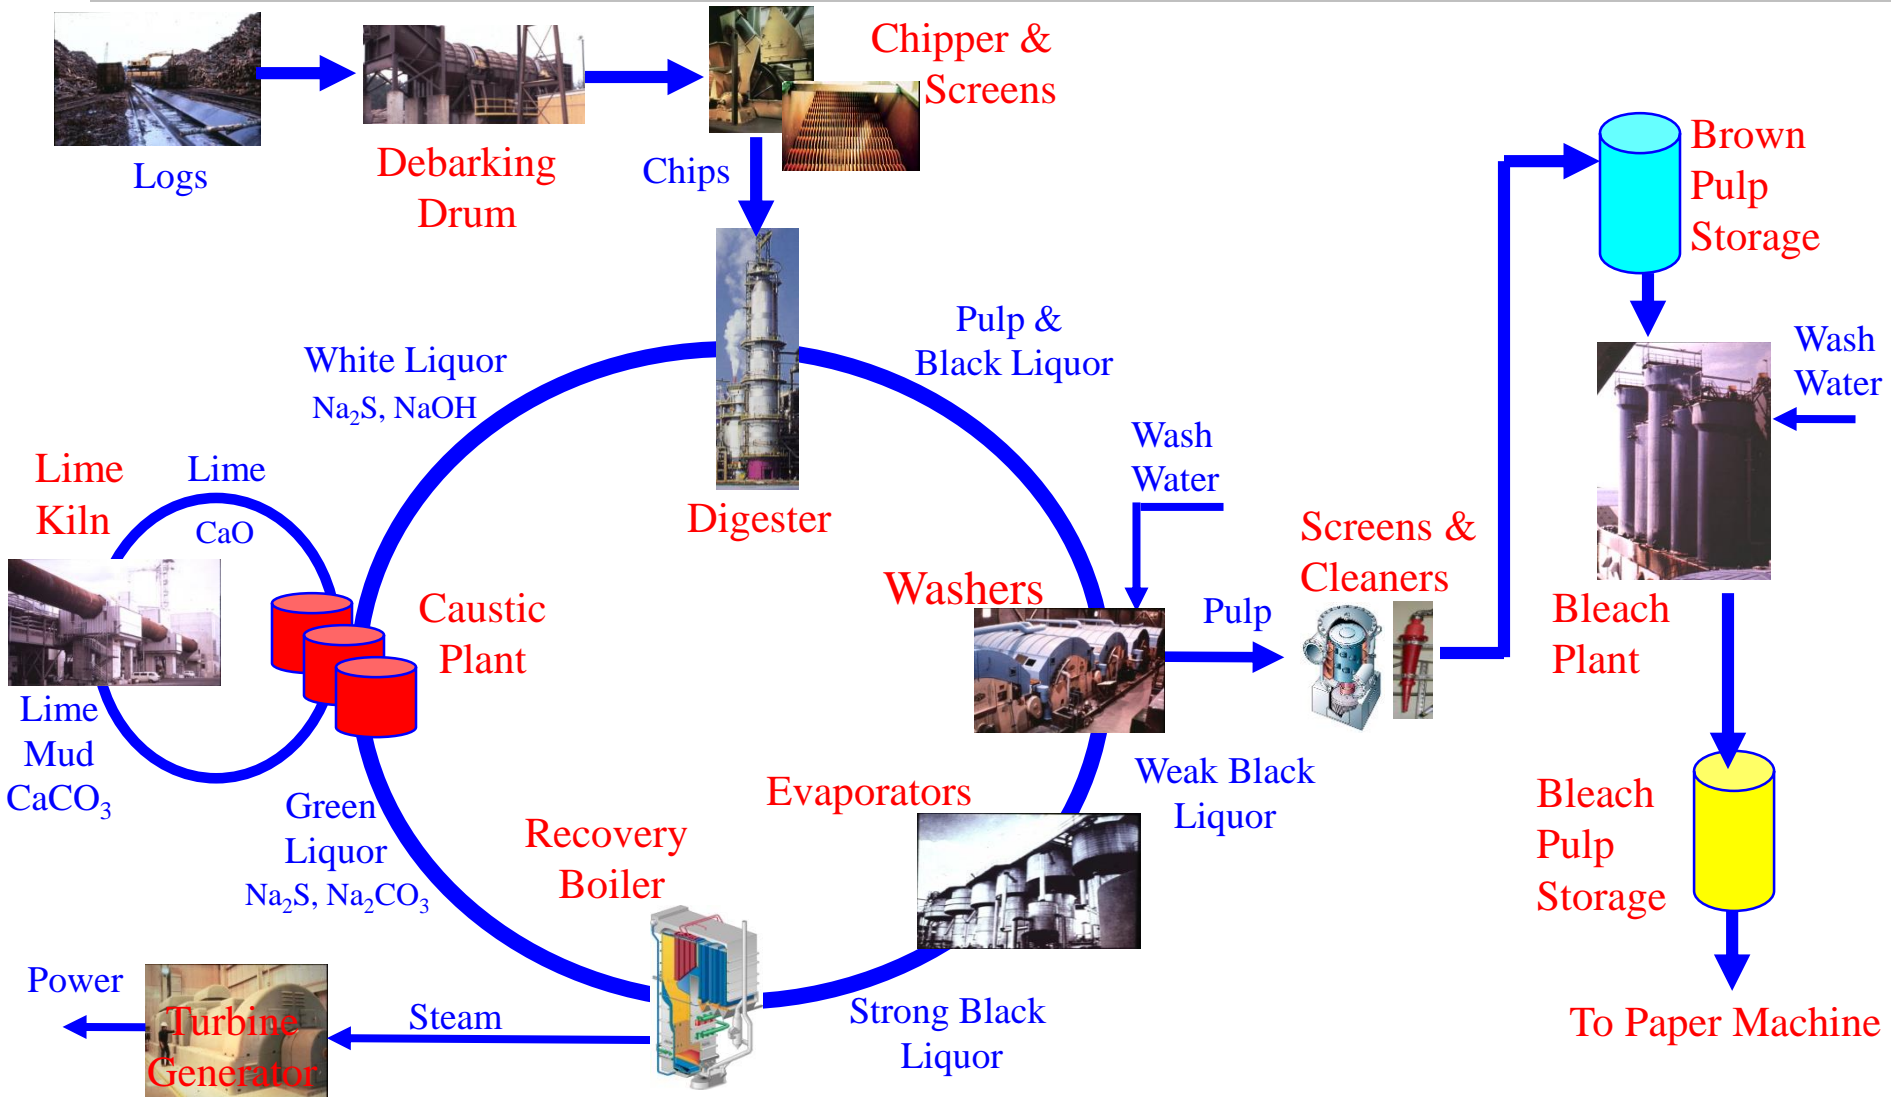 Logs
Debarking
Drum
Chipper &
Screens
Chips
Brown
Pulp
Storage
Wash
Water
White Liquor
Na₂S, NaOH
Pulp &
Black Liquor
Digester
Lime
Kiln
Lime
CaO
Lime
Mud
CaCO₃
Caustic
Plant
Wash
Water
Washers
Pulp
Screens &
Cleaners
Bleach
Plant
Weak Black
Liquor
Evaporators
Green
Liquor
Na₂S, Na₂CO₃
Recovery
Boiler
Strong Black
Liquor
Steam
Power
Turbine
Generator
Bleach
Pulp
Storage
To Paper Machine